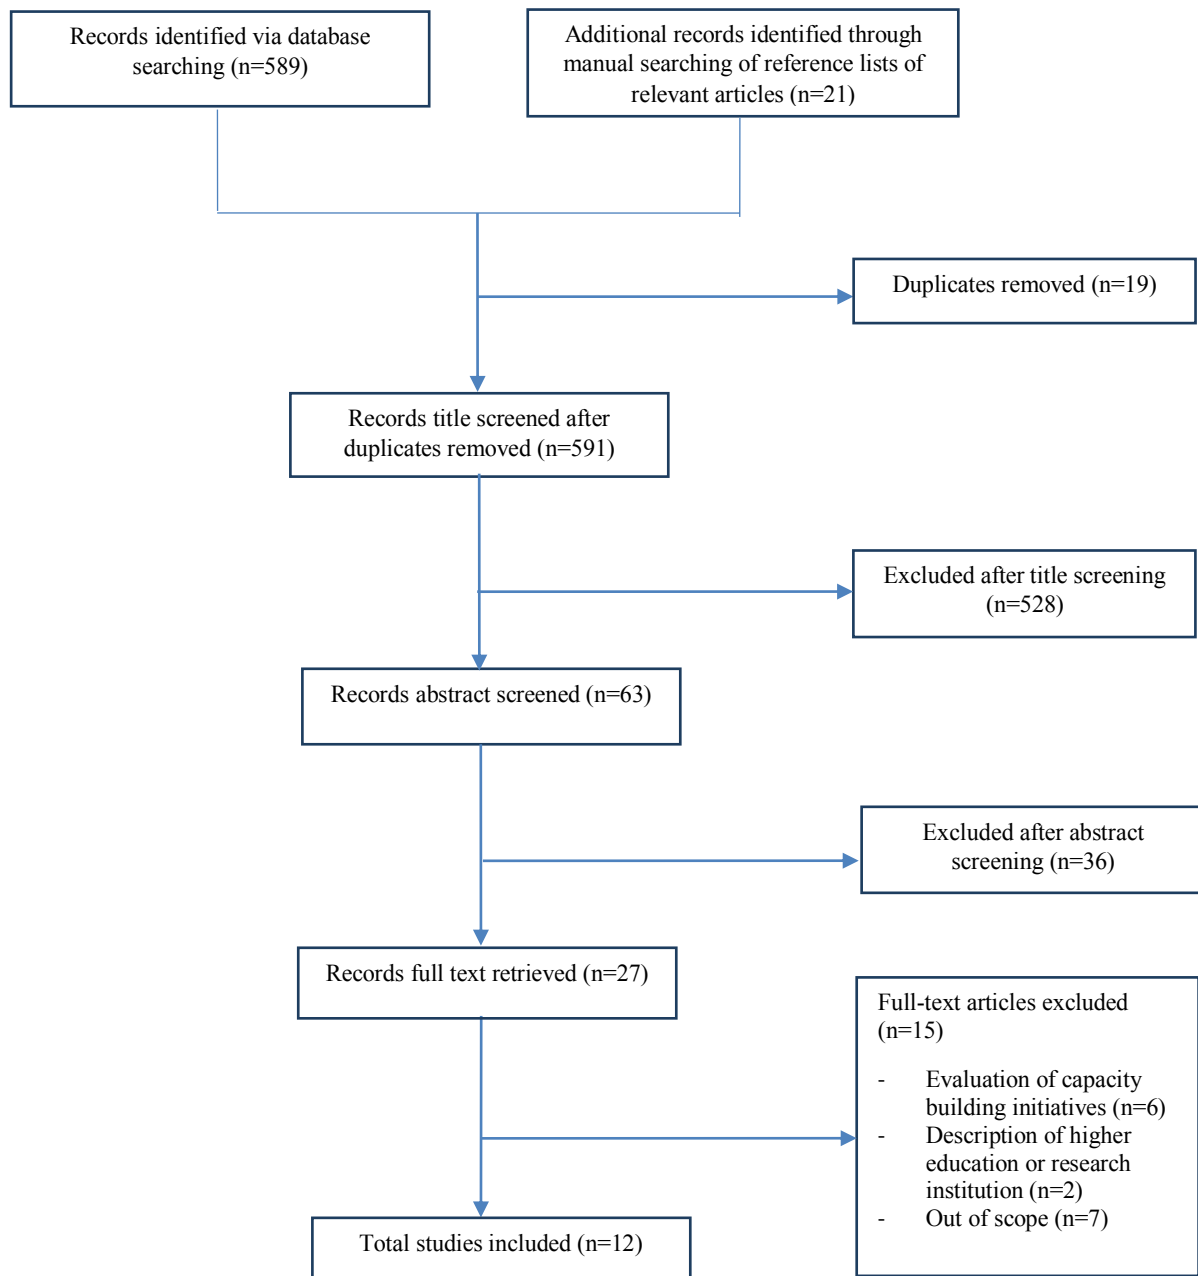 Records identified via database
searching (n=589)
Additional records identified through
manual searching of reference lists of
relevant articles (n=21)
Duplicates removed (n=19)
Records title screened after
duplicates removed (n=591)
Excluded after title screening
(n=528)
Records abstract screened (n=63)
Excluded after abstract
screening (n=36)
Records full text retrieved (n=27)
Full-text articles excluded
(n=15)
- Evaluation of capacity
building initiatives (n=6)
- Description of higher
education or research
institution (n=2)
- Out of scope (n=7)
Total studies included (n=12)